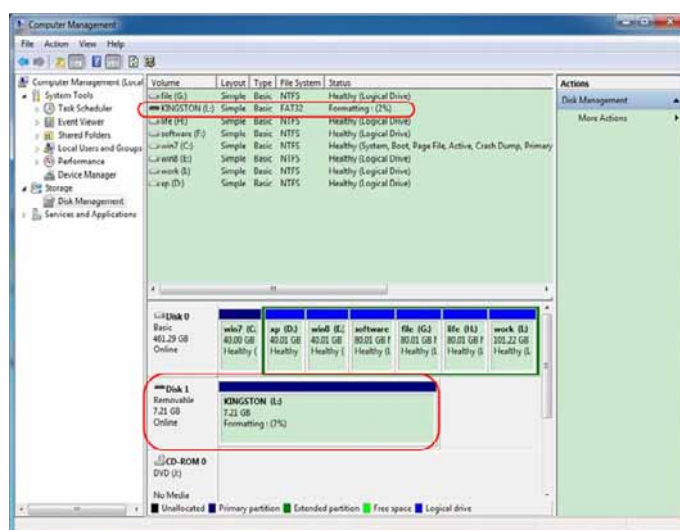 Computer Management
File Action View Help
Computer Management (Local
System Tools
Task Scheduler
Event Viewer
Shared Folders
Local Users and Groups
Performance
Device Manager
Storage
Disk Management
Services and Applications
Volume Layout Type File System Status
file (G:) Simple Basic NTFS Healthy (Logical Drive)
KINGSTON (L:) Simple Basic FAT32 Formatting : (2%)
life (H:) Simple Basic NTFS Healthy (Logical Drive)
software (F:) Simple Basic NTFS Healthy (Logical Drive)
win7 (C:) Simple Basic NTFS Healthy (System, Boot, Page File, Active, Crash Dump, Primary
win8 (E:) Simple Basic NTFS Healthy (Logical Drive)
work (I:) Simple Basic NTFS Healthy (Logical Drive)
xp (D:) Simple Basic NTFS Healthy (Logical Drive)
Actions
Disk Management
More Actions
Disk 0
Basic
461.29 GB
Online
win7 (C: xp (D:) win8 (E:) software file (G:) life (H:) work (I:)
40.00 GB 40.01 GB 40.01 GB 80.01 GB 80.01 GB 80.01 GB 101.22 GB
Healthy ( Healthy Healthy ( Healthy (L Healthy (L Healthy (L Healthy (L
Disk 1
Removable
7.21 GB
Online
KINGSTON (L:)
7.21 GB
Formatting : (2%)
CD-ROM 0
DVD (J:)
No Media
Unallocated Primary partition Extended partition Free space Logical drive